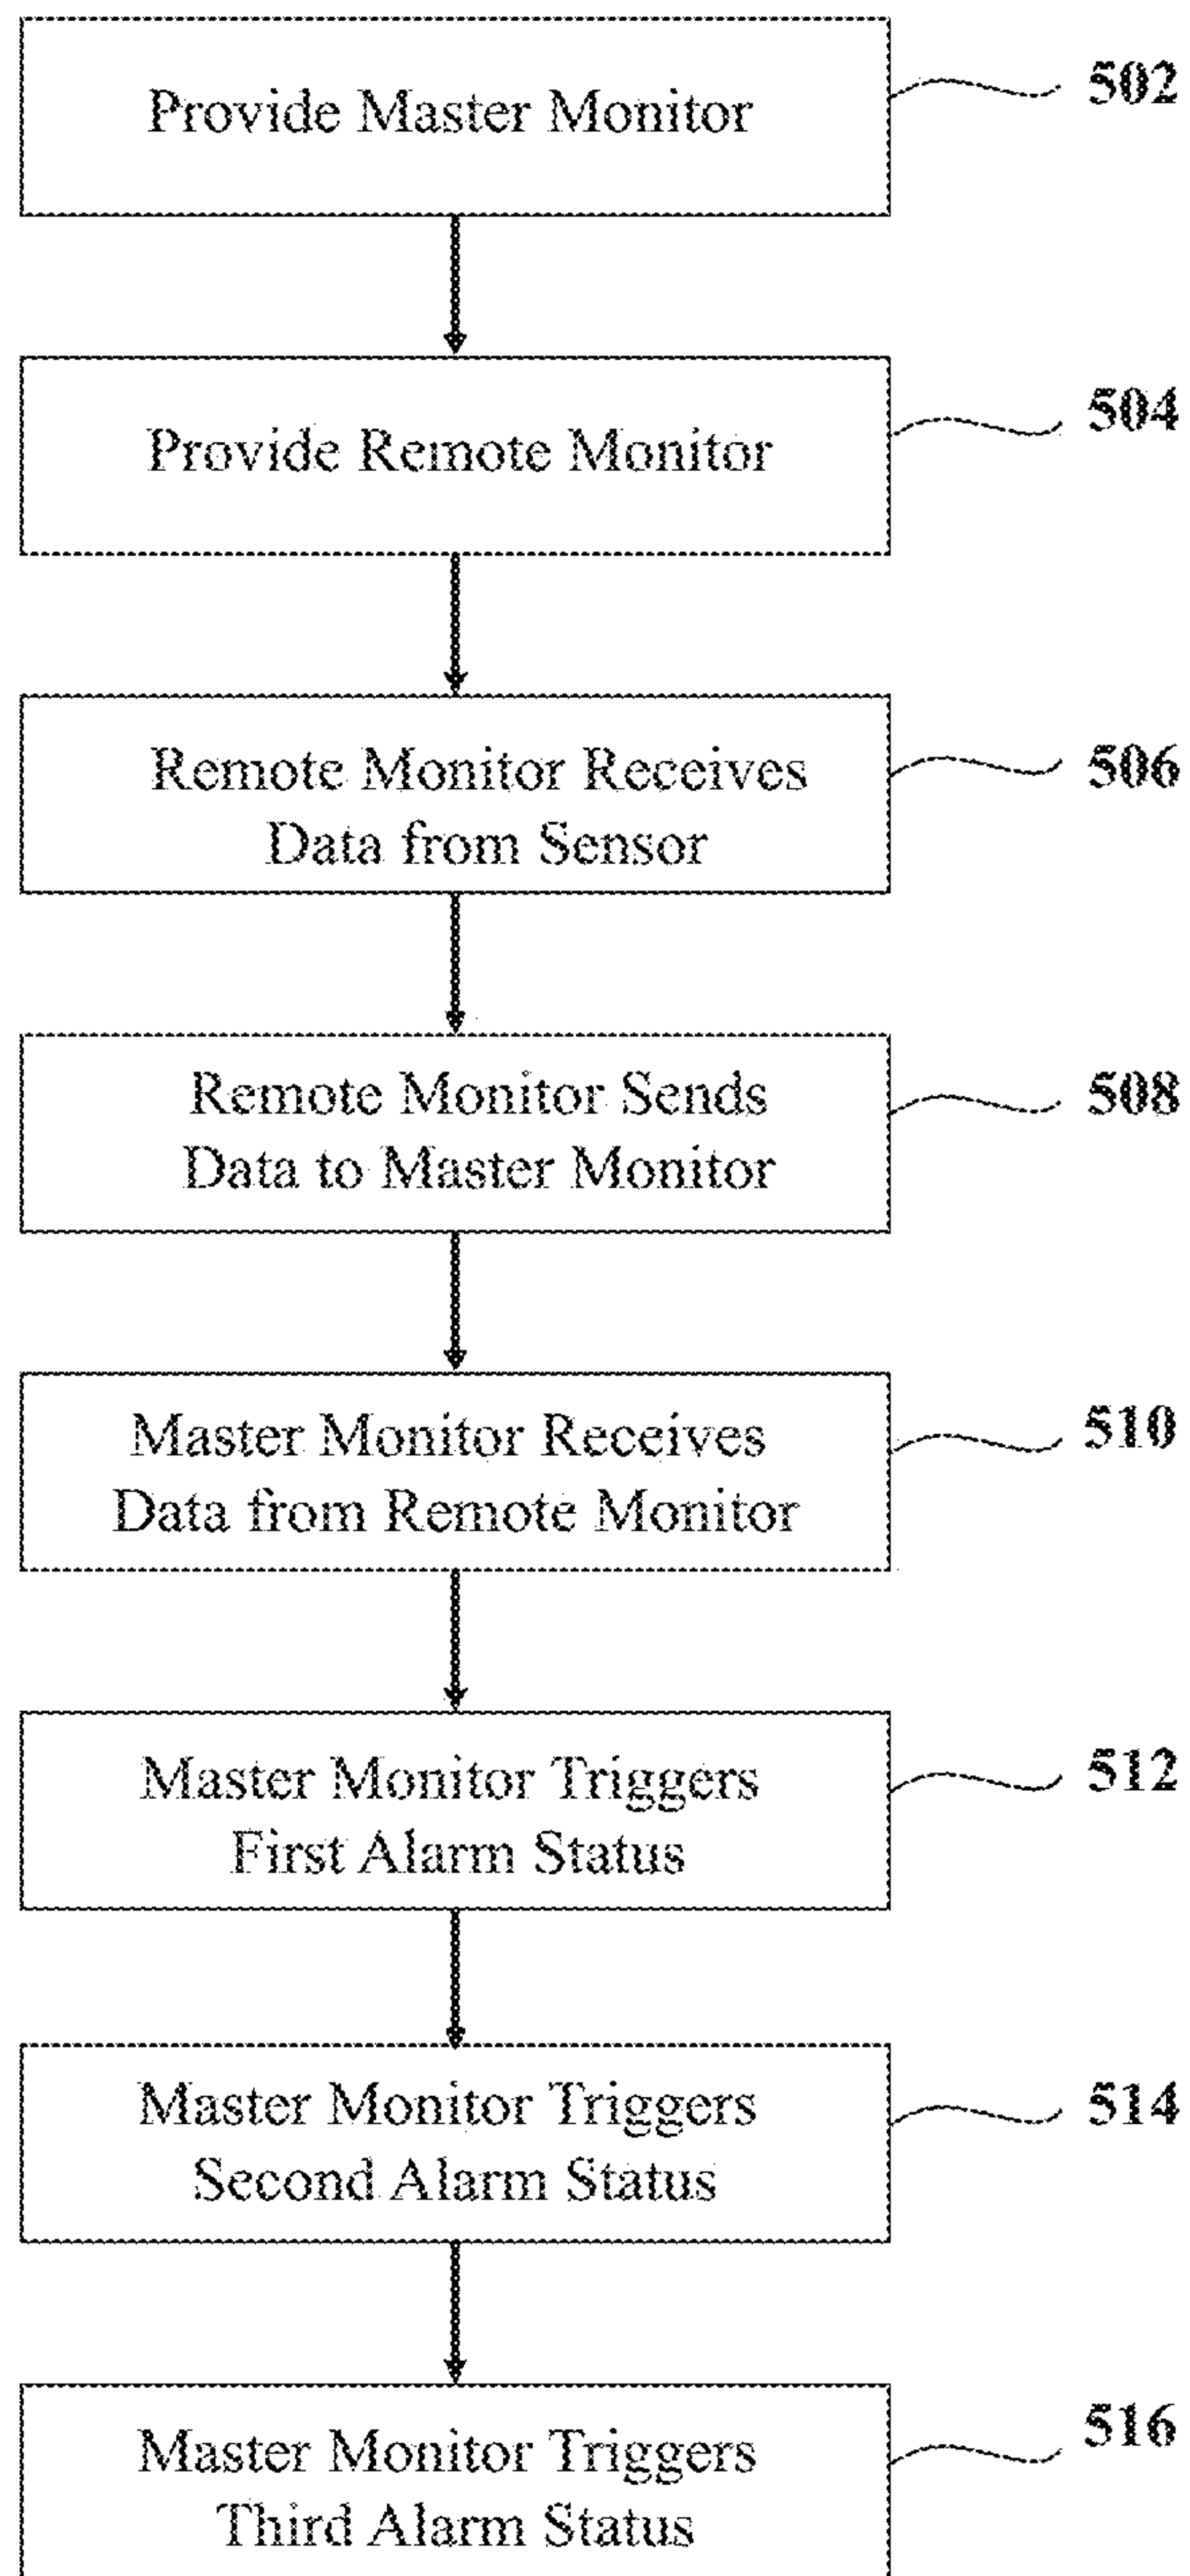 Provide Master Monitor
502
Provide Remote Monitor
504
Remote Monitor Receives
Data from Sensor
506
Remote Monitor Sends
Data to Master Monitor
508
Master Monitor Receives
Data from Remote Monitor
510
Master Monitor Triggers
First Alarm Status
512
Master Monitor Triggers
Second Alarm Status
514
Master Monitor Triggers
Third Alarm Status
516